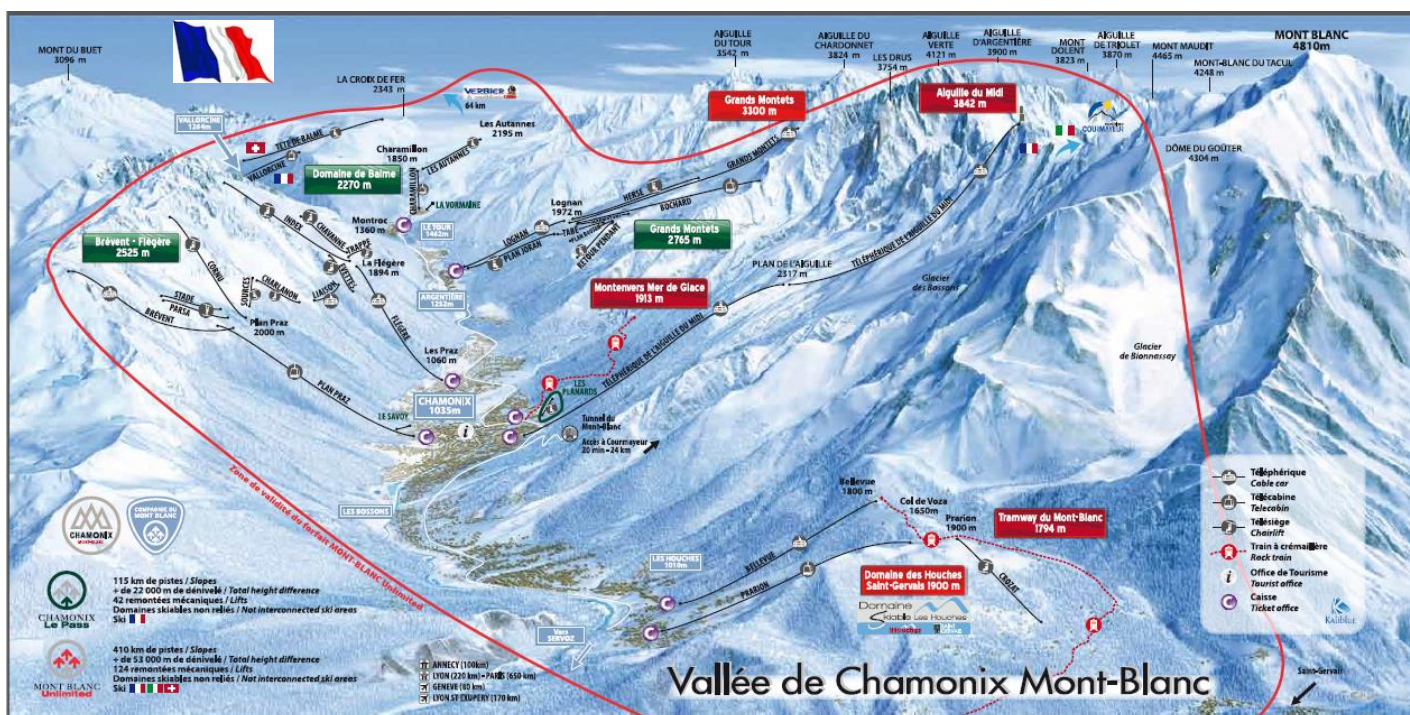 MONT DU BUET
3096 m
LA CROIX DE FER
2343 m
VERBIER
64 km
AIGUILLE
DU TOUR
3542 m
AIGUILLE DU
CHARDONNET
3824 m
LES DRUS
3754 m
AIGUILLE
VERTE
4121 m
AIGUILLE
D'ARGENTIÈRE
3900 m
MONT
DOLENT
3823 m
AIGUILLE
DE TRIOLET
3870 m
MONT MAUDIT
4465 m
MONT-BLANC DU TACUL
4248 m
MONT BLANC
4810m
DÔME DU GOÛTER
4304 m
VALLORCINE
1264m
TÊTE DE BALME
VALLORCINE
Les Autannes
2195 m
Charamillon
1850 m
LES AUTANNES
CHARAMILLON
LA VORMAINE
Domaine de Balme
2270 m
Grands Montets
3300 m
Aiguille du Midi
3842 m
COURMAYEUR
Montroc
1360 m
LE TOUR
1462m
Brévent - Flégère
2525 m
INDEX
CHAVANNE
TRAPPE
EVETTES
La Flégère
1894 m
CORNU
SOURCES
CHARLANON
LIAISON
FLÉGÈRE
STADE
PARSA
BRÉVENT
Plan Praz
2000 m
PLAN PRAZ
Lognan
1972 m
GRANDS MONTETS
HERSE
BOCHARD
LOGNAN
PLAN JORAN
TABÉ
RETOUR PENDANT
Grands Montets
2765 m
ARGENTIÈRE
1252m
Montenvers Mer de Glace
1913 m
PLAN DE L'AIGUILLE
2317 m
TÉLÉPHÉRIQUE DE L'AIGUILLE DU MIDI
TÉLÉPHÉRIQUE DE L'AIGUILLE DU MIDI
Glacier
des Bossons
Glacier
de Bionnassay
Les Praz
1060 m
CHAMONIX
1035m
LE SAVOY
LES
PLANARDS
Tunnel du
Mont-Blanc
Accès à Courmayeur
20 min - 24 km
LES BOSSONS
Zone de validité du forfait MONT-BLANC Unlimited
Bellevue
1800 m
Col de Voza
1650m
Prarion
1900 m
Tramway du Mont-Blanc
1794 m
LES HOUCHES
1010m
BELLEVUE
PRARION
CROZAT
Domaine des Houches
Saint-Gervais 1900 m
Domaine
Skiable Les Houches
les houches
SAINT GERVAIS
Vers
SERVOZ
CHAMONIX
COMPAGNIE DU
MONT BLANC
CHAMONIX
Le Pass
115 km de pistes / Slopes
+ de 22 000 m de dénivelé / Total height difference
42 remontées mécaniques / Lifts
Domaines skiables non reliés / Not interconnected ski areas
Ski
MONT BLANC
Unlimited
410 km de pistes / Slopes
+ de 53 000 m de dénivelé / Total height difference
124 remontées mécaniques / Lifts
Domaines skiables non reliés / Not interconnected ski areas
Ski
ANNECY (100km)
LYON (220 km) - PARIS (650 km)
GENEVE (80 km)
LYON ST EXUPERY (170 km)
Téléphérique
Cable car
Télécabine
Telecabin
Télésiège
Chairlift
Train à crémaillère
Rack train
Office de Tourisme
Tourist office
Caisse
Ticket office
Kaliblue
Saint-Gervais
Vallée de Chamonix Mont-Blanc